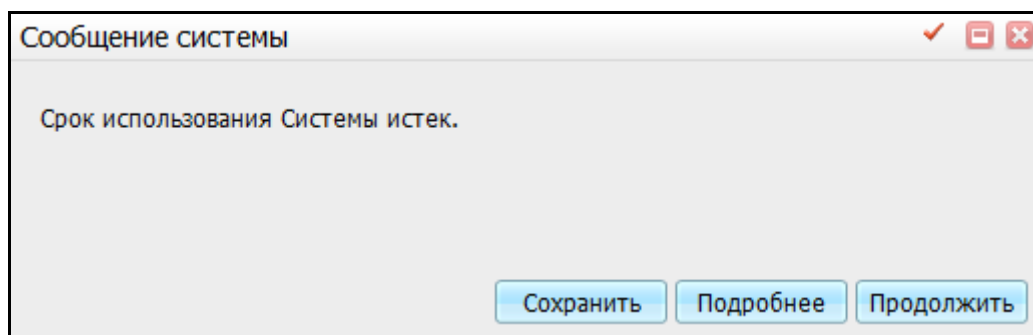 Сообщение системы
Срок использования Системы истек.
Сохранить Подробнее Продолжить